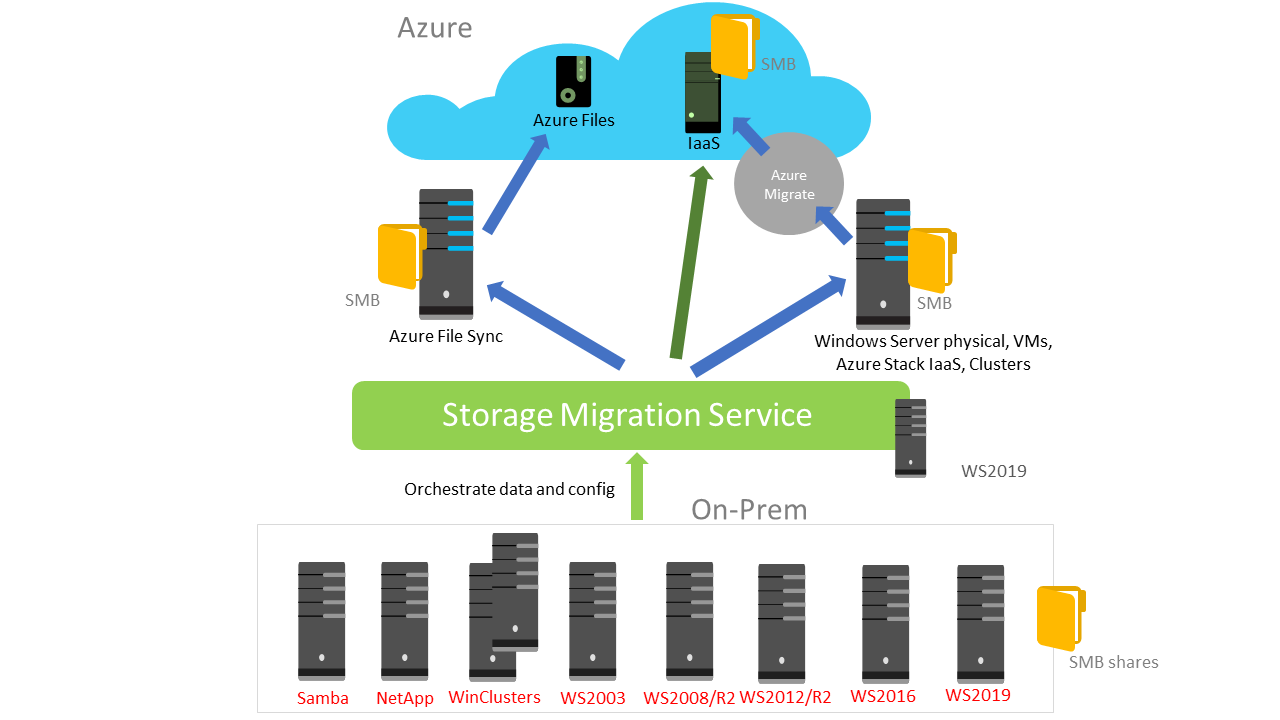 Azure
SMB
Azure Files
IaaS
Azure
Migrate
SMB
SMB
Azure File Sync
Windows Server physical, VMs,
Azure Stack IaaS, Clusters
Storage Migration Service
WS2019
Orchestrate data and config
On-Prem
SMB shares
Samba
NetApp
WinClusters
WS2003
WS2008/R2
WS2012/R2
WS2016
WS2019